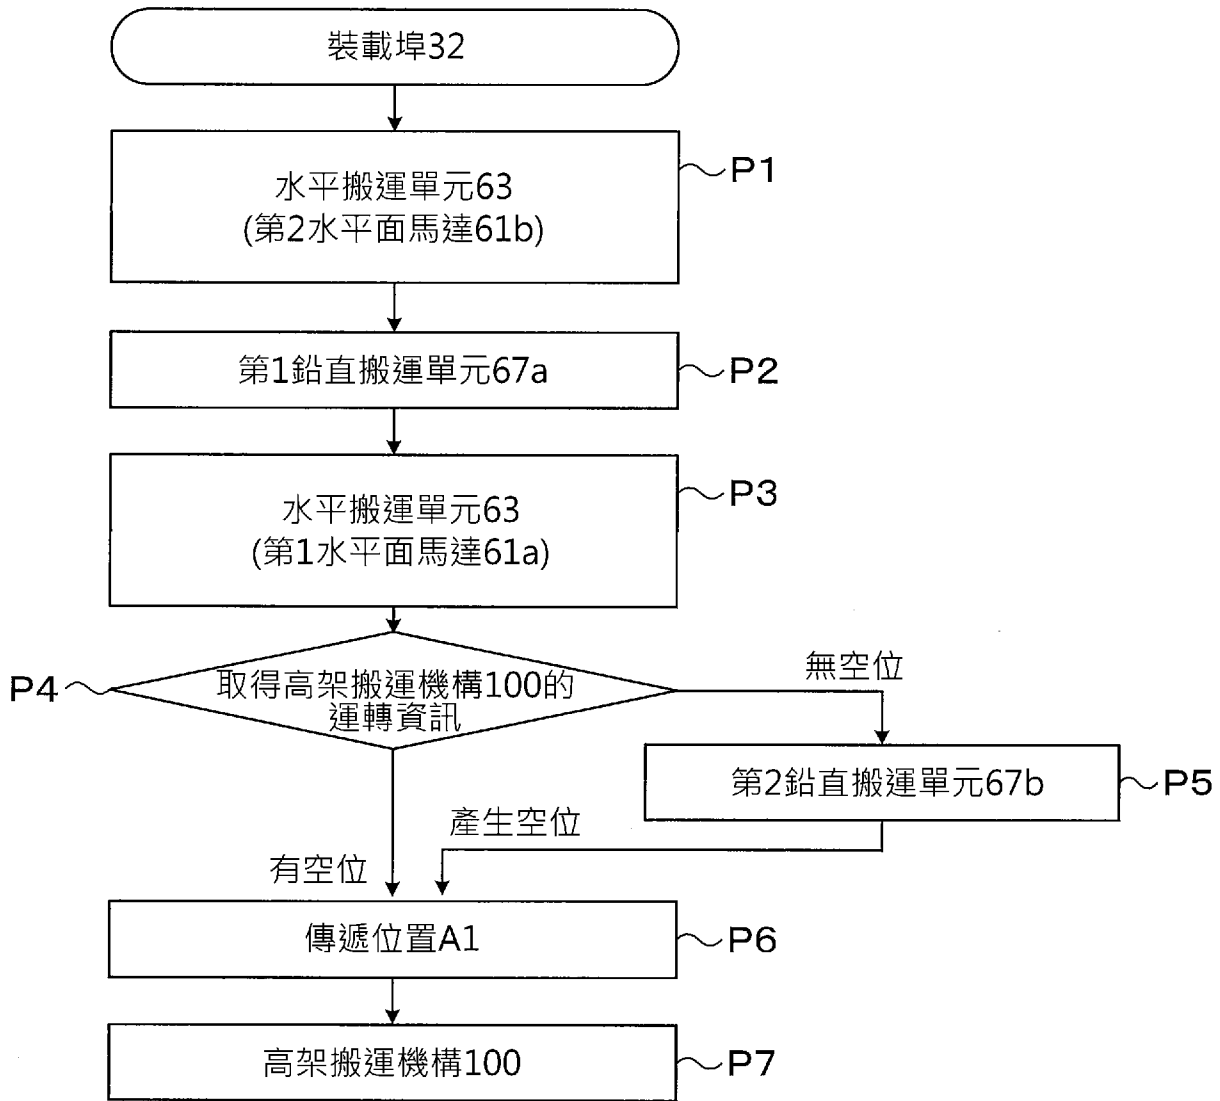 裝載埠32
水平搬運單元63
(第2水平面馬達61b)
P1
第1鉛直搬運單元67a
P2
水平搬運單元63
(第1水平面馬達61a)
P3
P4
取得高架搬運機構100的
運轉資訊
無空位
第2鉛直搬運單元67b
P5
產生空位
有空位
傳遞位置A1
P6
高架搬運機構100
P7